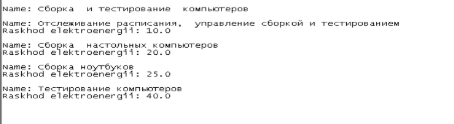 Name: Сборка и тестирование компьютеров
Name: Отслеживание расписания, управление сборкой и тестированием
Raskhod elektroenergii: 10.0
Name: Сборка настольных компьютеров
Raskhod elektroenergii: 20.0
Name: Сборка ноутбуков
Raskhod elektroenergii: 25.0
Name: Тестирование компьютеров
Raskhod elektroenergii: 40.0